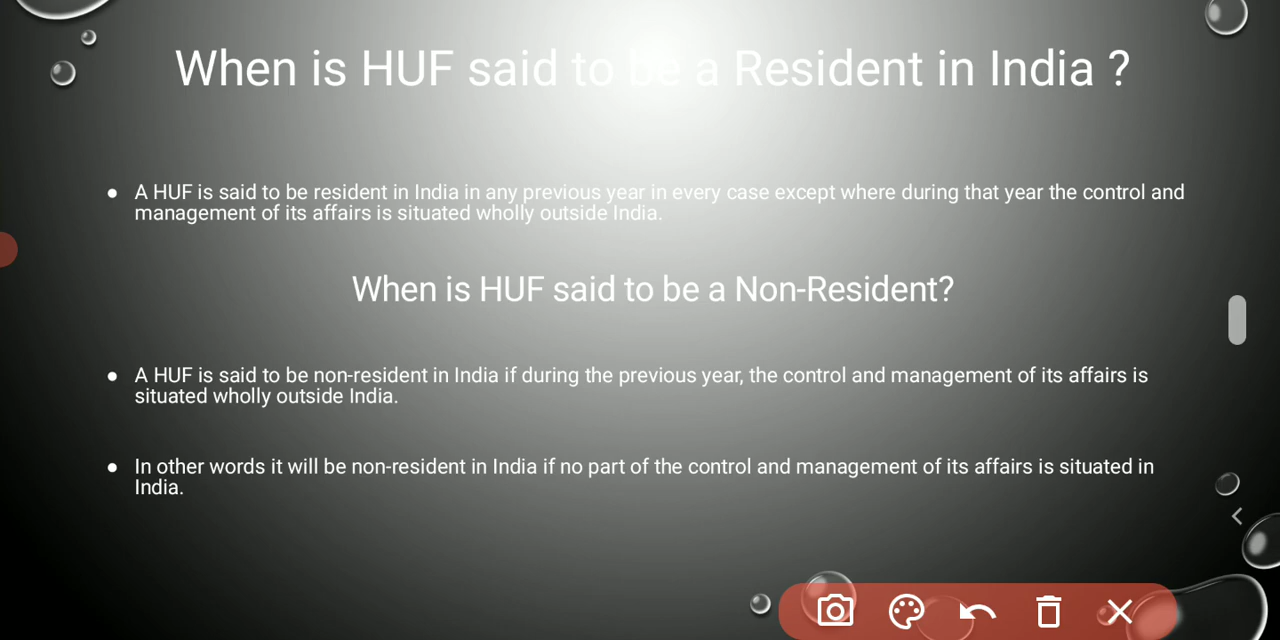 When is HUF said to be a Resident in India ?
● A HUF is said to be resident in India in any previous year in every case except where during that year the control and
management of its affairs is situated wholly outside India.
When is HUF said to be a Non-Resident?
● A HUF is said to be non-resident in India if during the previous year, the control and management of its affairs is
situated wholly outside India.
● In other words it will be non-resident in India if no part of the control and management of its affairs is situated in
India.